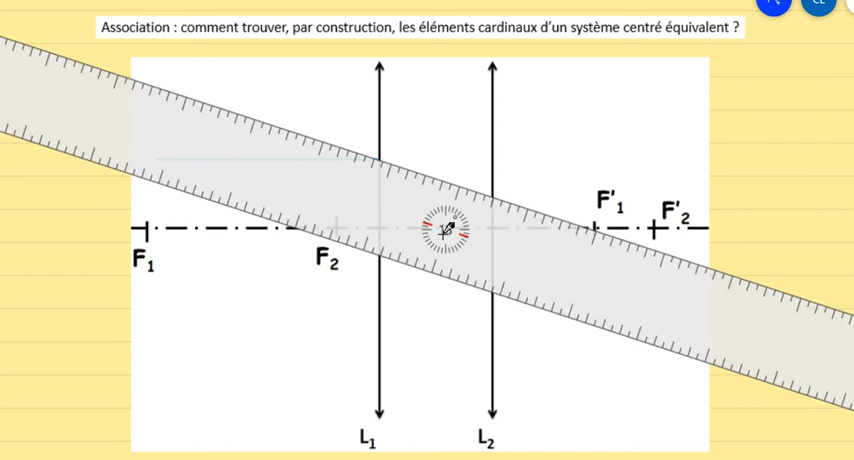 Association : comment trouver, par construction, les éléments cardinaux d'un système centré équivalent ?
F'₁
F'₂
F₁
F₂
L₁
L₂